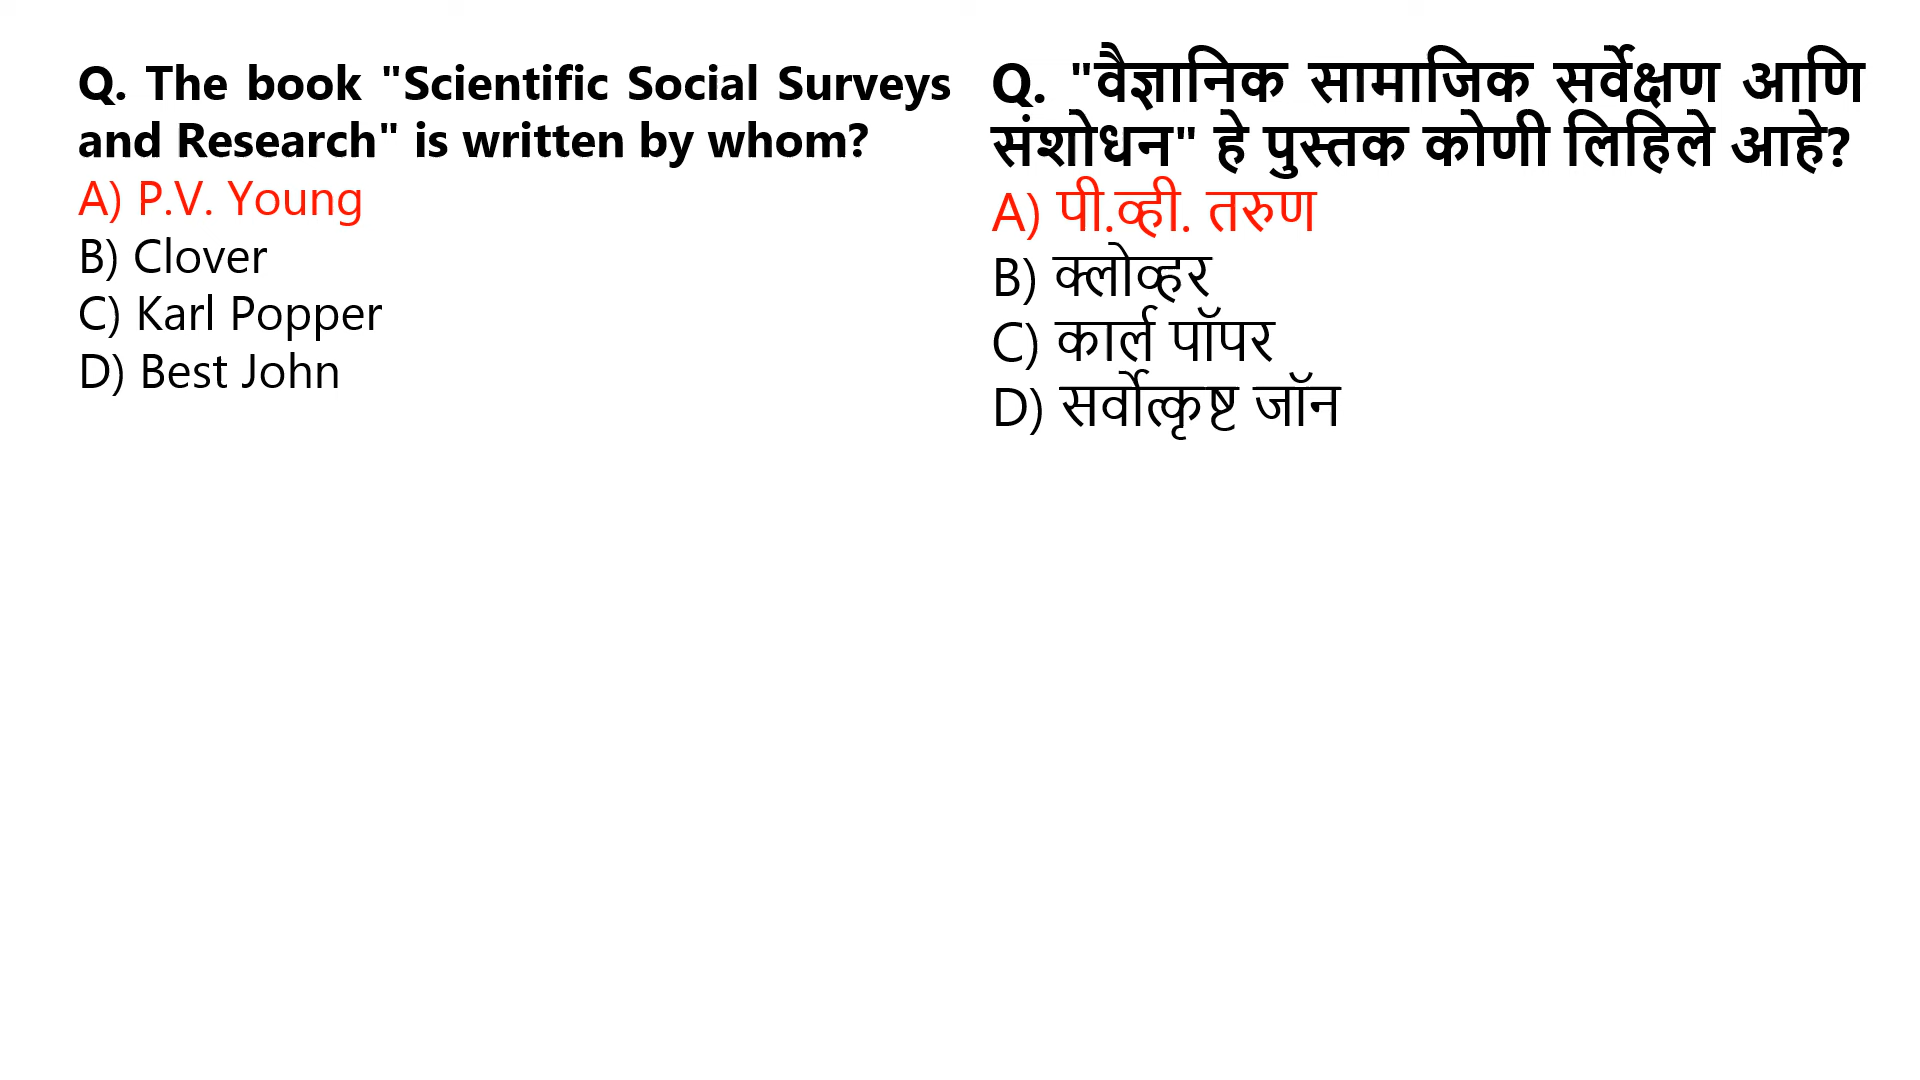 Q. The book "Scientific Social Surveys
and Research" is written by whom?
A) P.V. Young
B) Clover
C) Karl Popper
D) Best John
Q. "वैज्ञानिक सामाजिक सर्वेक्षण आणि
संशोधन" हे पुस्तक कोणी लिहिले आहे?
A) पी.व्ही. तरुण
B) क्लोव्हर
C) कार्ल पॉपर
D) सर्वोत्कृष्ट जॉन